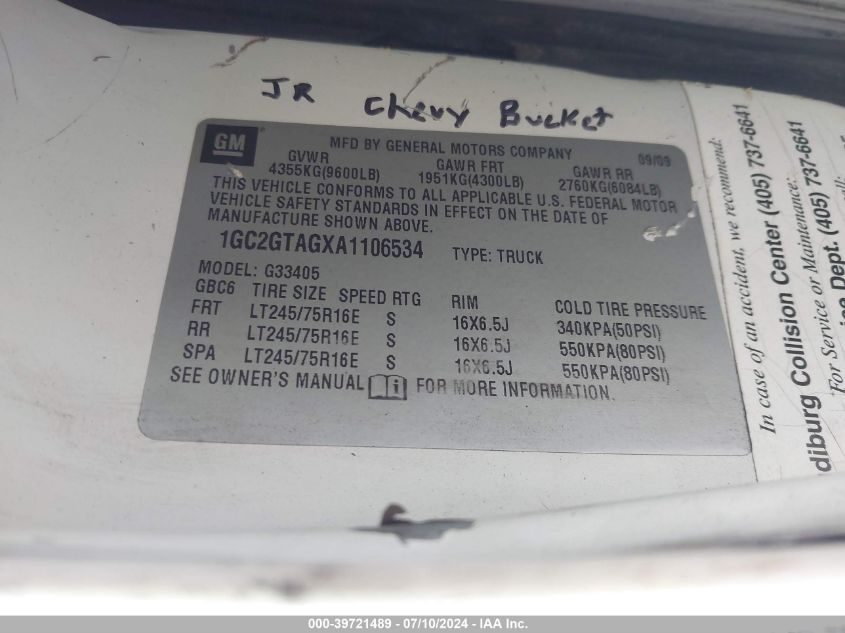 JR Chevy Bucket
GM
MFD BY GENERAL MOTORS COMPANY 09/09
GVWR GAWR FRT GAWR RR
4355KG(9600LB) 1951KG(4300LB) 2760KG(6084LB)
THIS VEHICLE CONFORMS TO ALL APPLICABLE U.S. FEDERAL MOTOR
VEHICLE SAFETY STANDARDS IN EFFECT ON THE DATE OF
MANUFACTURE SHOWN ABOVE.
1GC2GTAGXA1106534 TYPE: TRUCK
MODEL: G33405
GBC6 TIRE SIZE SPEED RTG RIM COLD TIRE PRESSURE
FRT LT245/75R16E S 16X6.5J 340KPA(50PSI)
RR LT245/75R16E S 16X6.5J 550KPA(80PSI)
SPA LT245/75R16E S 16X6.5J 550KPA(80PSI)
SEE OWNER'S MANUAL i FOR MORE INFORMATION.
In case of an accident, we recommend:
diburg Collision Center (405) 737-6641
For Service or Maintenance:
Dept. (405) 737-6641
000-39721489 - 07/10/2024 - IAA Inc.